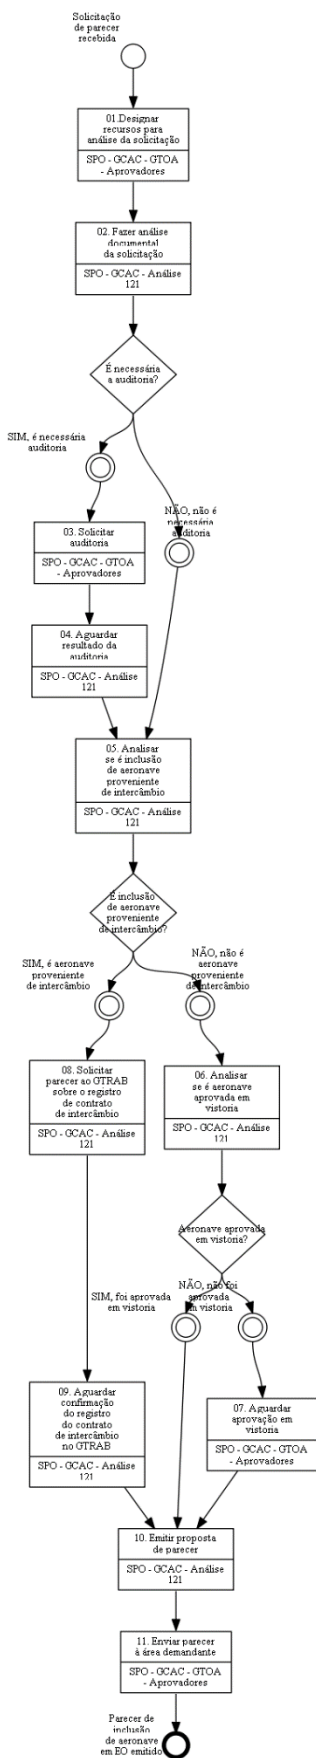 Solicitação
de parecer
recebida
01.Designar
recursos para
análise da solicitação
SPO - GCAC - GTOA
- Aprovadores
02. Fazer análise
documental
da solicitação
SPO - GCAC - Análise
121
É necessária
a auditoria?
SIM, é necessária
auditoria
NÃO, não é
necessária
auditoria
03. Solicitar
auditoria
SPO - GCAC - GTOA
- Aprovadores
04. Aguardar
resultado da
auditoria
SPO - GCAC - Análise
121
05. Analisar
se é inclusão
de aeronave
proveniente
de intercâmbio
SPO - GCAC - Análise
121
É inclusão
de aeronave
proveniente
de intercâmbio?
SIM, é aeronave
proveniente
de intercâmbio
NÃO, não é
aeronave
proveniente
de intercâmbio
08. Solicitar
parecer ao GTRAB
sobre o registro
de contrato
de intercâmbio
SPO - GCAC - Análise
121
06. Analisar
se é aeronave
aprovada em
vistoria
SPO - GCAC - Análise
121
Aeronave aprovada
em vistoria?
SIM, foi aprovada
em vistoria
NÃO, não foi
aprovada
em vistoria
09. Aguardar
confirmação
do registro
do contrato
de intercâmbio
no GTRAB
SPO - GCAC - Análise
121
07. Aguardar
aprovação em
vistoria
SPO - GCAC - GTOA
- Aprovadores
10. Emitir proposta
de parecer
SPO - GCAC - Análise
121
11. Enviar parecer
à área demandante
SPO - GCAC - GTOA
- Aprovadores
Parecer de
inclusão
de aeronave
em EO emitido